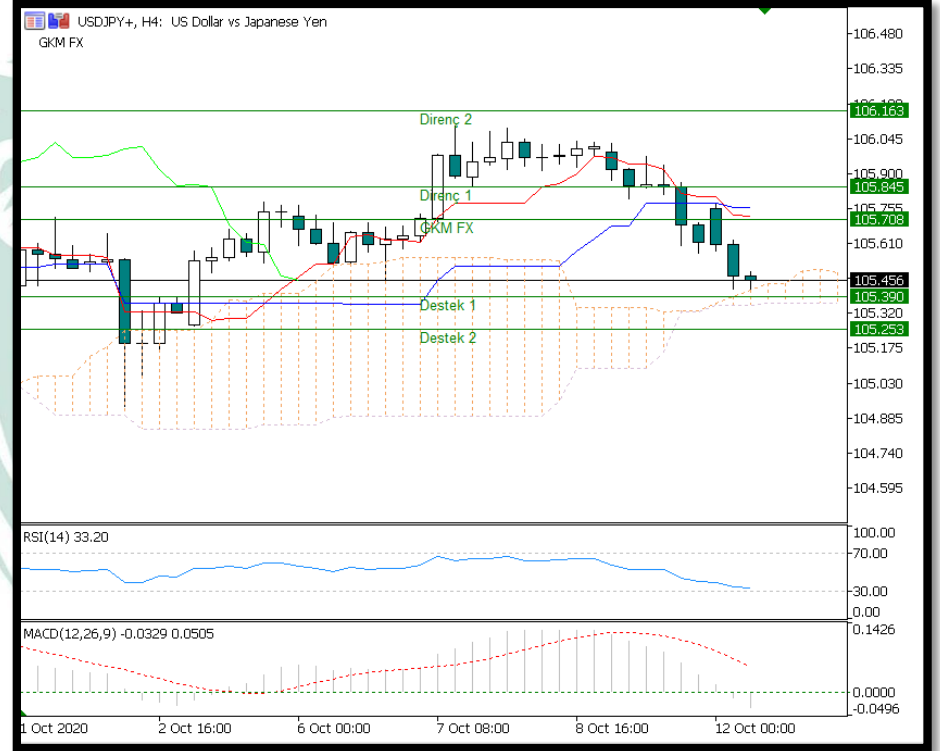 USDJPY+, H4: US Dollar vs Japanese Yen
GKM FX
106.480
106.335
106.163
Direnç 2
106.045
105.900
105.845
Direnç 1
105.755
105.708
GKM FX
105.610
105.456
105.390
Destek 1
105.320
105.253
Destek 2
105.175
105.030
104.885
104.740
104.595
RSI(14) 33.20
100.00
70.00
30.00
0.00
MACD(12,26,9) -0.0329 0.0505
0.1426
0.0000
-0.0496
1 Oct 2020 2 Oct 16:00 6 Oct 00:00 7 Oct 08:00 8 Oct 16:00 12 Oct 00:00